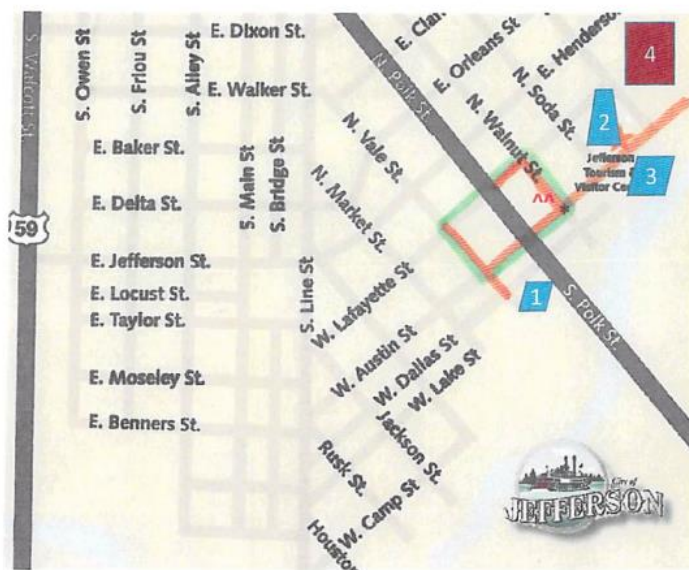 S. Walcott St.
S. Owen St
S. Friou St
S. Alley St
E. Dixon St.
E. Walker St.
E. Baker St.
E. Delta St.
S. Main St
S. Bridge St
E. Jefferson St.
E. Locust St.
E. Taylor St.
E. Moseley St.
E. Benners St.
59
S. Line St
N. Vale St.
N. Market St.
N. Polk St.
E. Clar
E. Orleans St
N. Walnut St.
N. Soda St.
E. Henderson
4
2
Jefferson
Tourism &
Visitor Cen
3
^^
*
1
S. Polk St.
W. Lafayette St
W. Austin St
W. Dallas St
W. Lake St
Jackson St.
Rusk St.
W. Camp St
Houston
City of
JEFFERSON